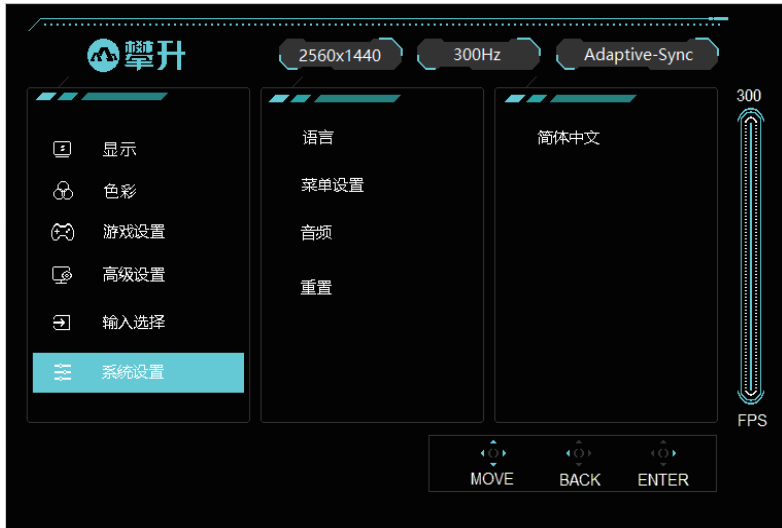 攀升
2560x1440
300Hz
Adaptive-Sync
显示
色彩
游戏设置
高级设置
输入选择
系统设置
语言
菜单设置
音频
重置
简体中文
300
FPS
MOVE
BACK
ENTER